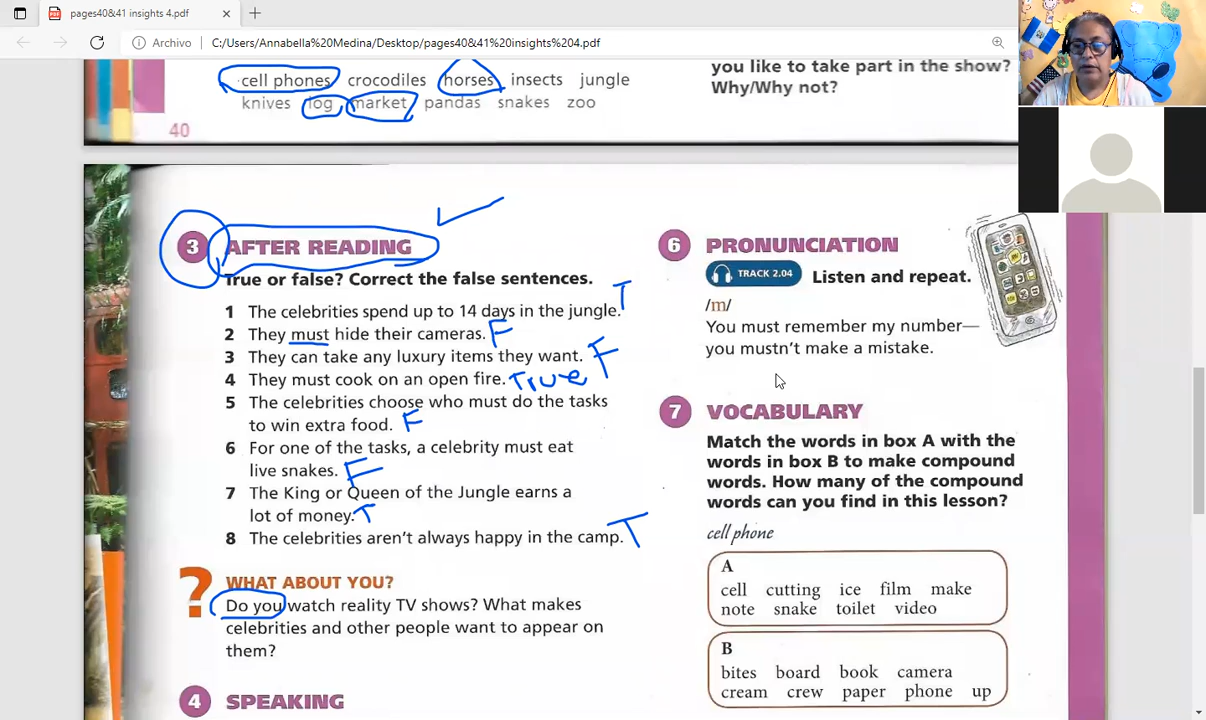 pages40&41 insights 4.pdf
Archivo
C:/Users/Annabella%20Medina/Desktop/pages40&41%20insights%204.pdf
cell phones crocodiles horses insects jungle
knives log market pandas snakes zoo
40
you like to take part in the show?
Why/Why not?
3 AFTER READING
True or false? Correct the false sentences.
1 The celebrities spend up to 14 days in the jungle. T
2 They must hide their cameras. F
3 They can take any luxury items they want. F
4 They must cook on an open fire. True
5 The celebrities choose who must do the tasks
to win extra food. F
6 For one of the tasks, a celebrity must eat
live snakes. F
7 The King or Queen of the Jungle earns a
lot of money. T
8 The celebrities aren't always happy in the camp. T
? WHAT ABOUT YOU?
Do you watch reality TV shows? What makes
celebrities and other people want to appear on
them?
4 SPEAKING
6 PRONUNCIATION
TRACK 2.04 Listen and repeat.
/m/
You must remember my number—
you mustn't make a mistake.
7 VOCABULARY
Match the words in box A with the
words in box B to make compound
words. How many of the compound
words can you find in this lesson?
cell phone
A
cell cutting ice film make
note snake toilet video
B
bites board book camera
cream crew paper phone up